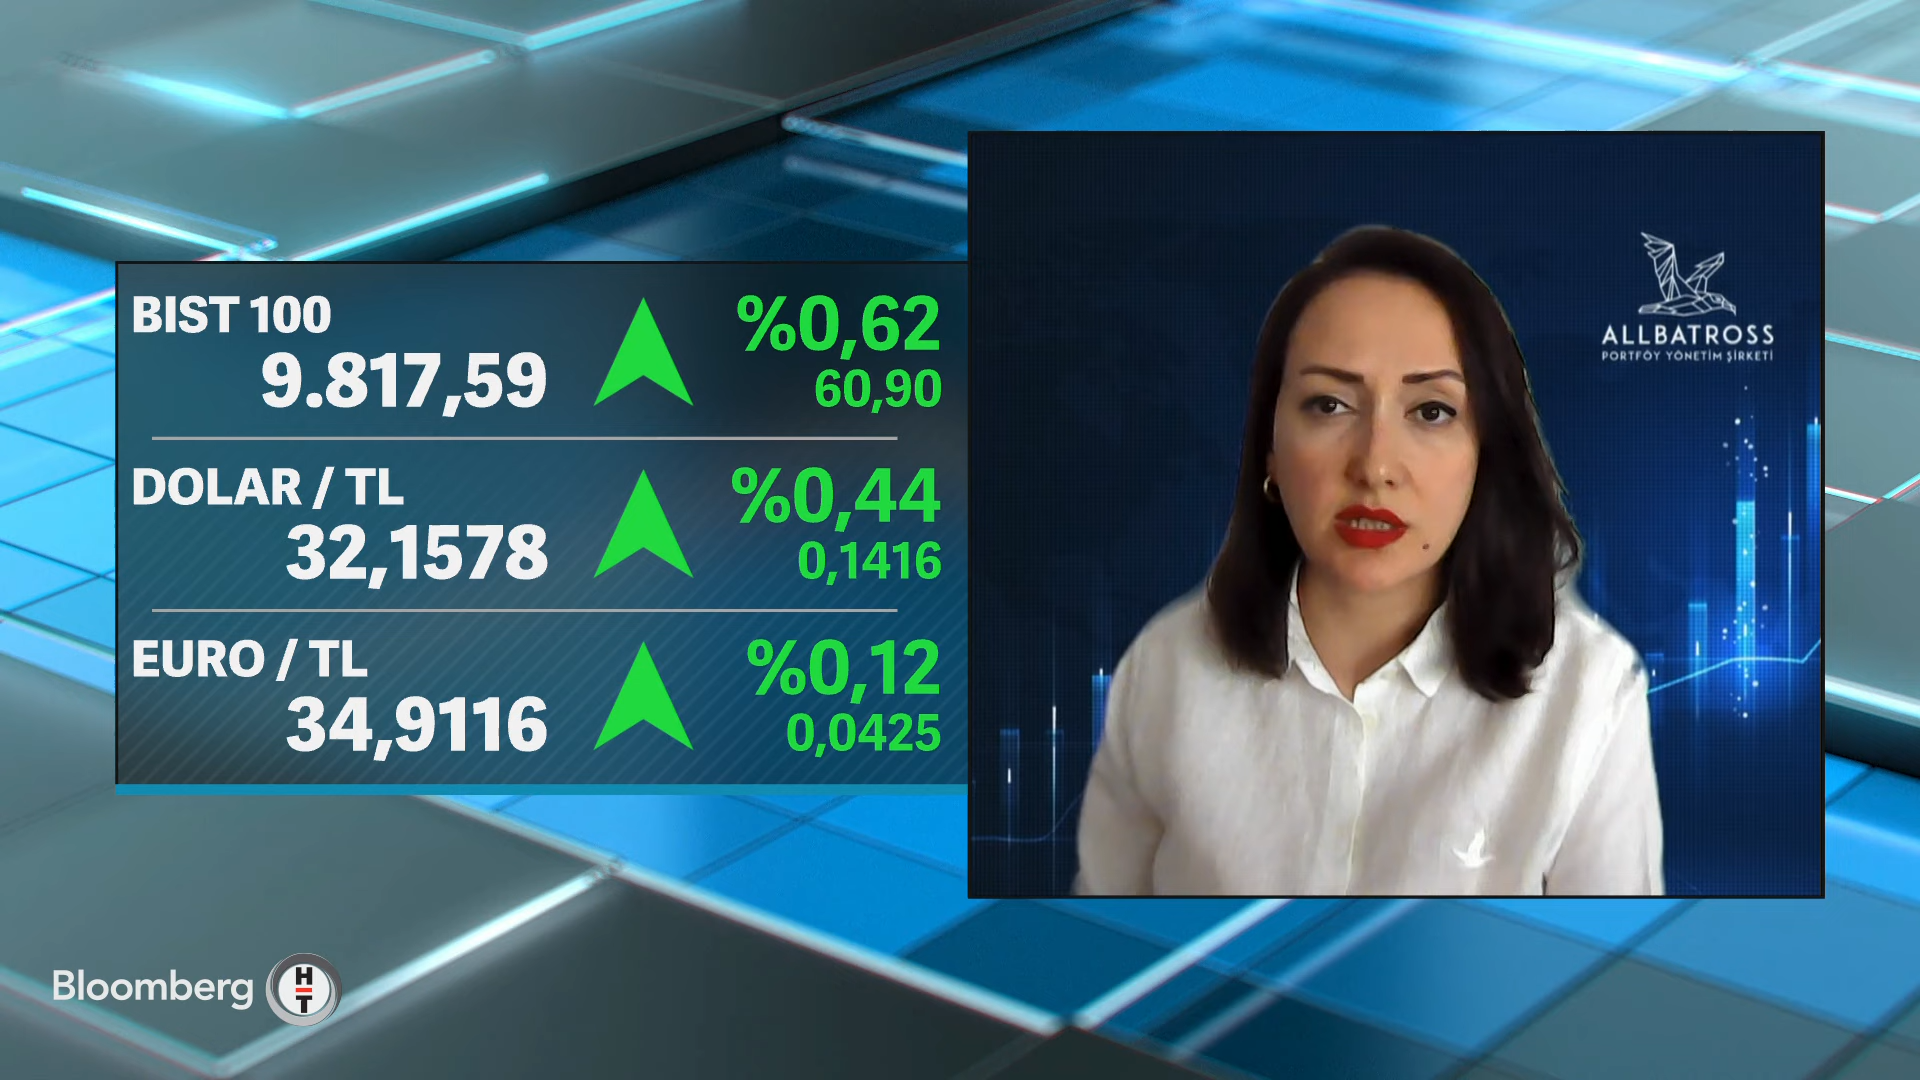 BIST 100
9.817,59
%0,62
60,90
DOLAR / TL
32,1578
%0,44
0,1416
EURO / TL
34,9116
%0,12
0,0425
ALLBATROSS
PORTFÖY YÖNETİM ŞİRKETİ
Bloomberg HT